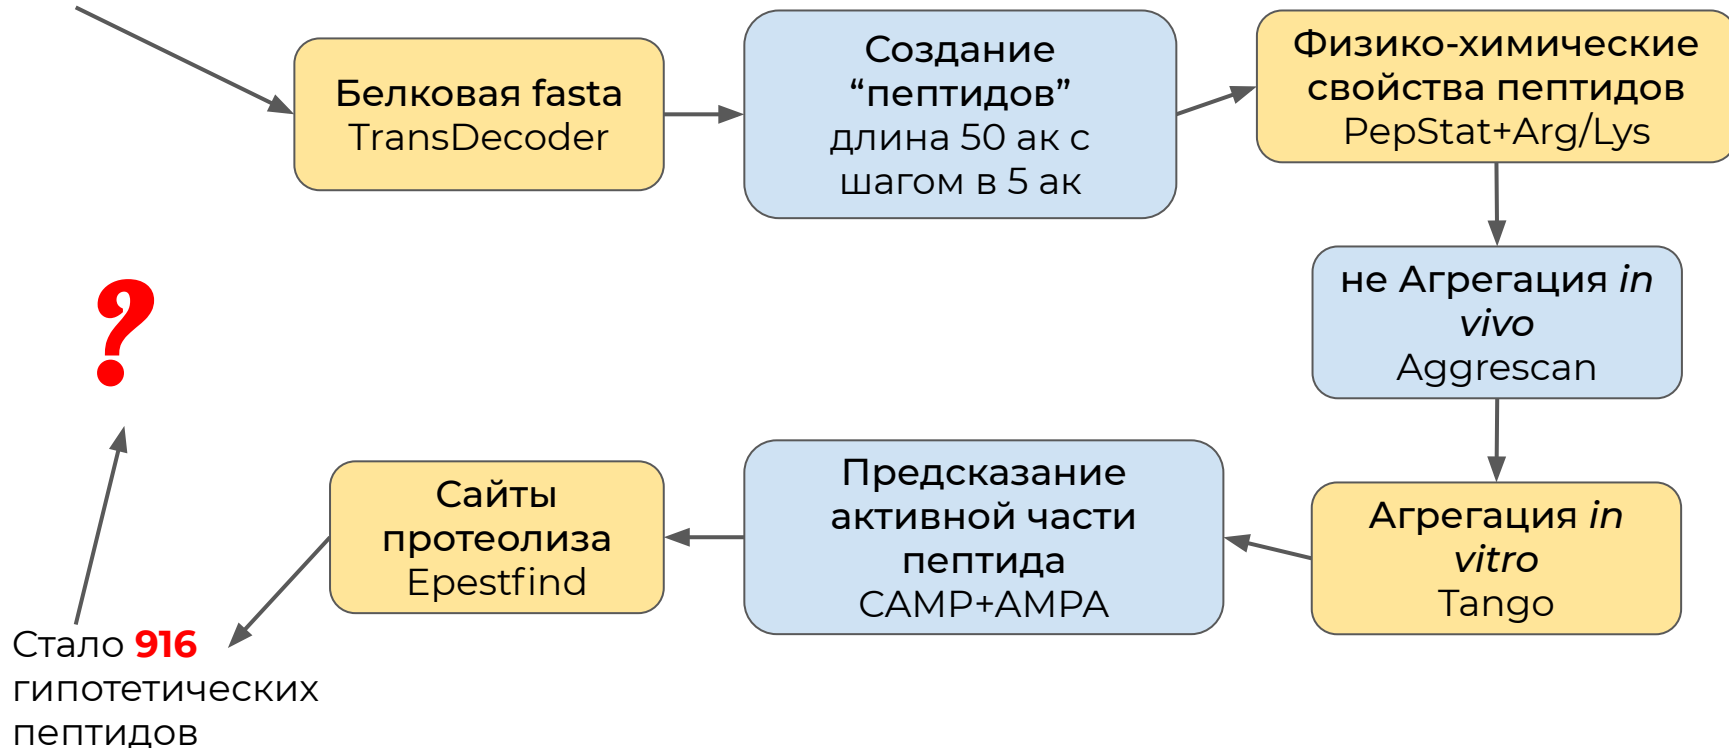 Белковая fasta
TransDecoder
Создание
“пептидов”
длина 50 ак с
шагом в 5 ак
Физико-химические
свойства пептидов
PepStat+Arg/Lys
не Агрегация in
vivo
Aggrescan
Агрегация in
vitro
Tango
Предсказание
активной части
пептида
CAMP+AMPA
Сайты
протеолиза
Epestfind
Стало 916
гипотетических
пептидов
?